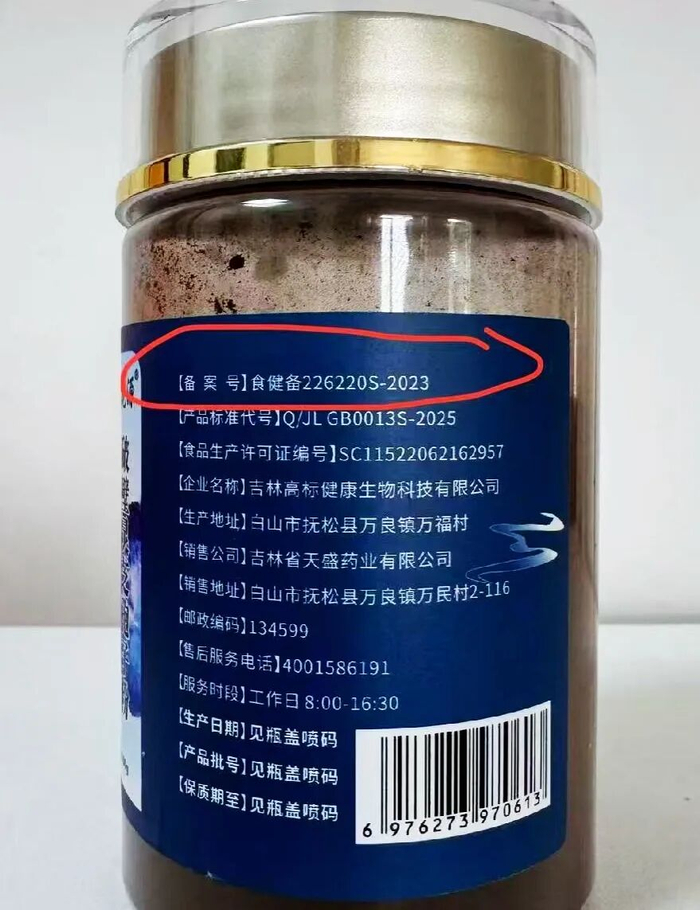 【备 案 号】食健备226220S-2023
【产品标准代号】Q/JL GB0013S-2025
【食品生产许可证编号】SC11522062162957
【企业名称】吉林高标健康生物科技有限公司
【生产地址】白山市抚松县万良镇万福村
【销售公司】吉林省天盛药业有限公司
【销售地址】白山市抚松县万良镇万民村2-116
【邮政编码】134599
【售后服务电话】4001586191
【服务时段】工作日 8:00-16:30
【生产日期】见瓶盖喷码
【产品批号】见瓶盖喷码
【保质期至】见瓶盖喷码
6 976273 970613